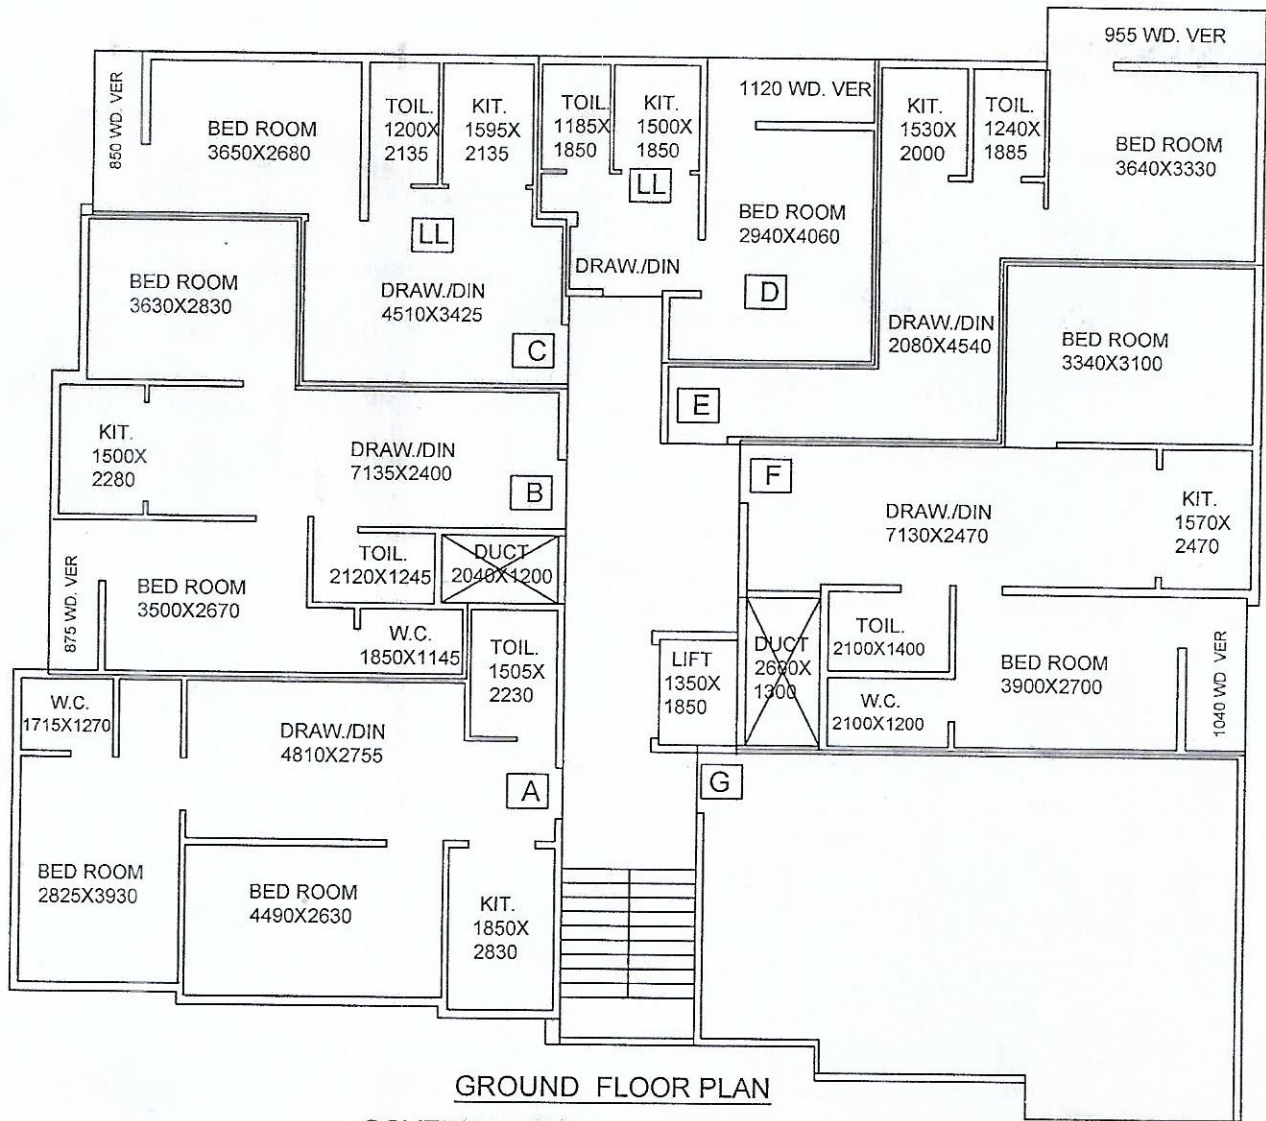 955 WD. VER
850 WD. VER
BED ROOM
3650X2680
TOIL.
1200X
2135
KIT.
1595X
2135
TOIL.
1185X
1850
KIT.
1500X
1850
1120 WD. VER
KIT.
1530X
2000
TOIL.
1240X
1885
BED ROOM
3640X3330
LL
LL
BED ROOM
2940X4060
DRAW./DIN
D
BED ROOM
3630X2830
DRAW./DIN
4510X3425
C
DRAW./DIN
2080X4540
BED ROOM
3340X3100
E
KIT.
1500X
2280
DRAW./DIN
7135X2400
B
F
DRAW./DIN
7130X2470
KIT.
1570X
2470
875 WD. VER
BED ROOM
3500X2670
TOIL.
2120X1245
DUCT
2040X1200
W.C.
1850X1145
TOIL.
1505X
2230
LIFT
1350X
1850
DUCT
2600X
1300
TOIL.
2100X1400
W.C.
2100X1200
BED ROOM
3900X2700
1040 WD VER
W.C.
1715X1270
DRAW./DIN
4810X2755
A
G
BED ROOM
2825X3930
BED ROOM
4490X2630
KIT.
1850X
2830
GROUND FLOOR PLAN